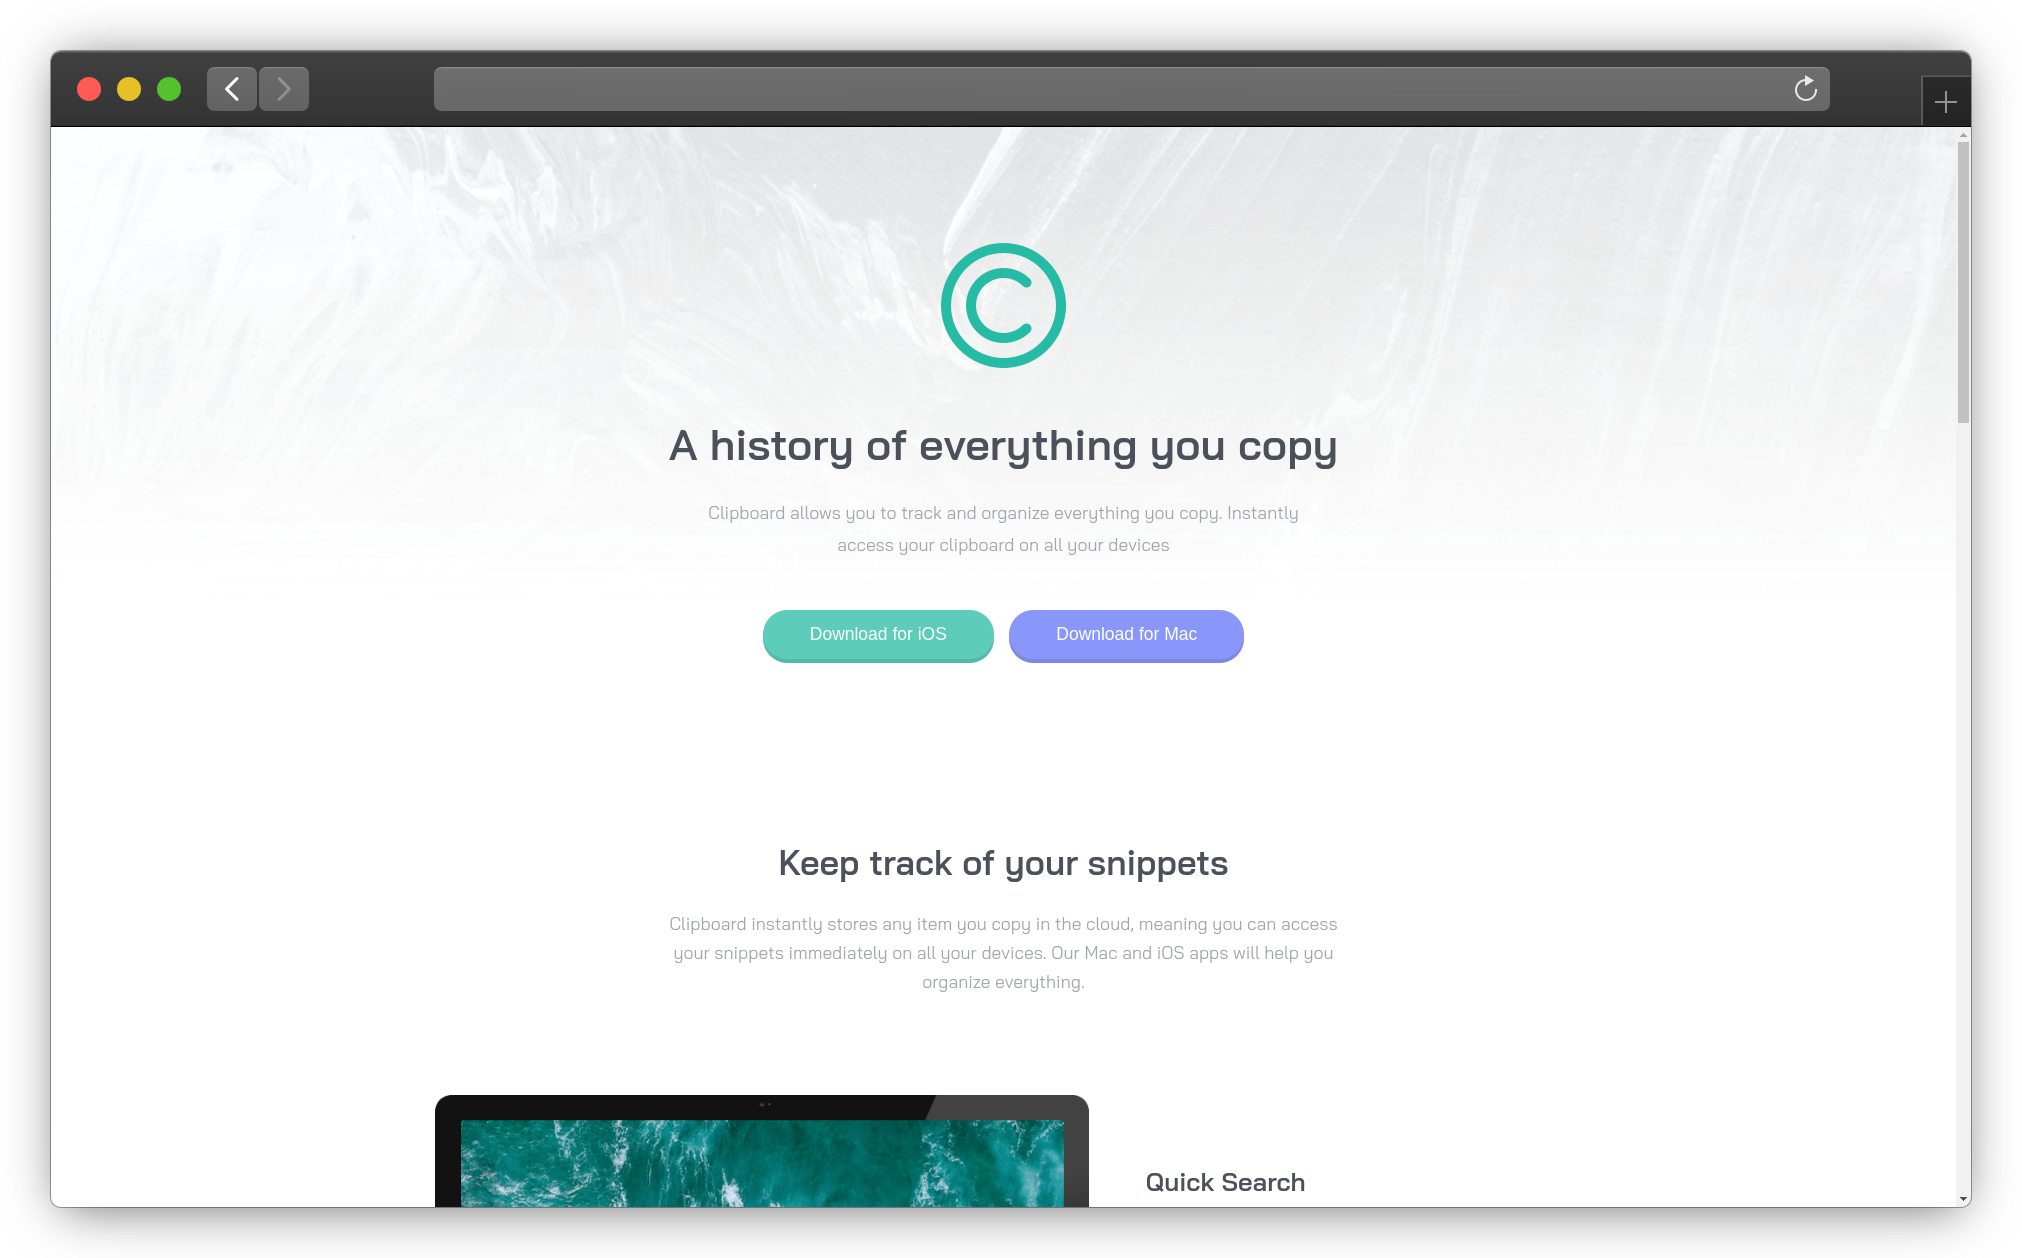 A history of everything you copy
Clipboard allows you to track and organize everything you copy. Instantly
access your clipboard on all your devices
Download for iOS
Download for Mac
Keep track of your snippets
Clipboard instantly stores any item you copy in the cloud, meaning you can access
your snippets immediately on all your devices. Our Mac and iOS apps will help you
organize everything.
Quick Search